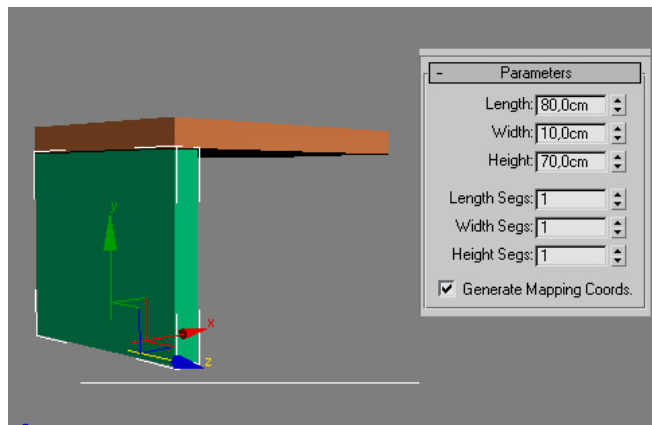 - Parameters
Length: 80,0cm
Width: 10,0cm
Height: 70,0cm
Length Segs: 1
Width Segs: 1
Height Segs: 1
Generate Mapping Coords.
y
x
z